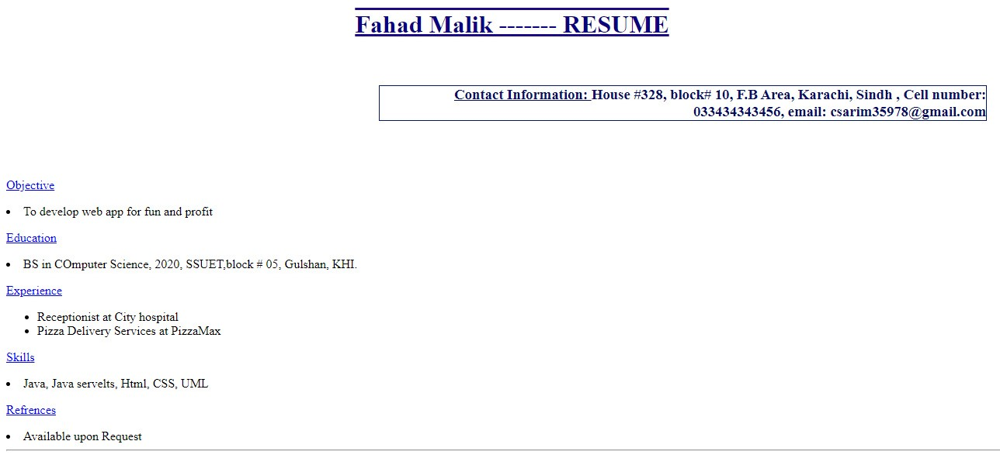 Fahad Malik ------- RESUME
Contact Information: House #328, block# 10, F.B Area, Karachi, Sindh , Cell number:
033434343456, email: csarim35978@gmail.com
Objective
• To develop web app for fun and profit
Education
• BS in COmputer Science, 2020, SSUET,block # 05, Gulshan, KHI.
Experience
• Receptionist at City hospital
• Pizza Delivery Services at PizzaMax
Skills
• Java, Java servelts, Html, CSS, UML
Refrences
• Available upon Request